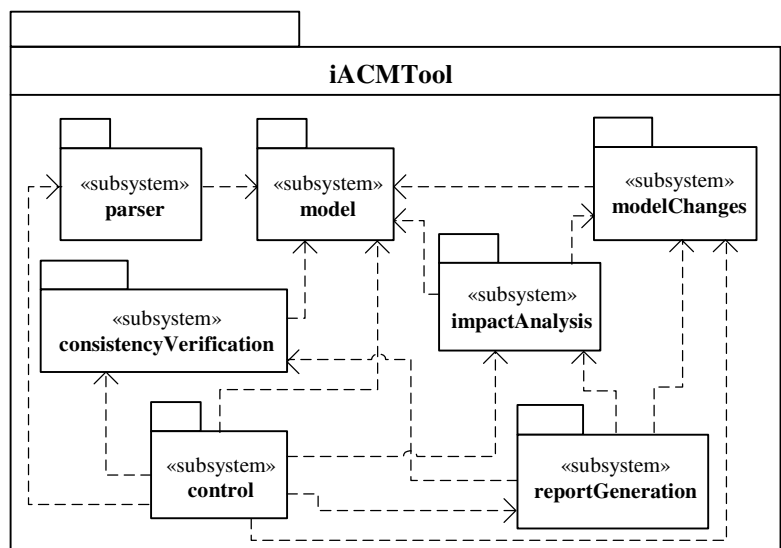 iACMTool
«subsystem»
parser
«subsystem»
model
«subsystem»
modelChanges
«subsystem»
consistencyVerification
«subsystem»
impactAnalysis
«subsystem»
control
«subsystem»
reportGeneration